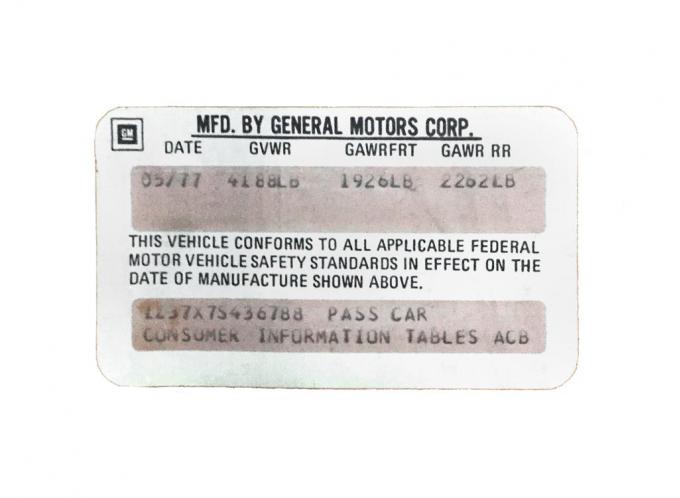 GM
MFD. BY GENERAL MOTORS CORP.
DATE GVWR GAWRFRT GAWR RR
05/77 4188LB 1926LB 2262LB
THIS VEHICLE CONFORMS TO ALL APPLICABLE FEDERAL
MOTOR VEHICLE SAFETY STANDARDS IN EFFECT ON THE
DATE OF MANUFACTURE SHOWN ABOVE.
1Z37X7S436788 PASS CAR
CONSUMER INFORMATION TABLES ACB